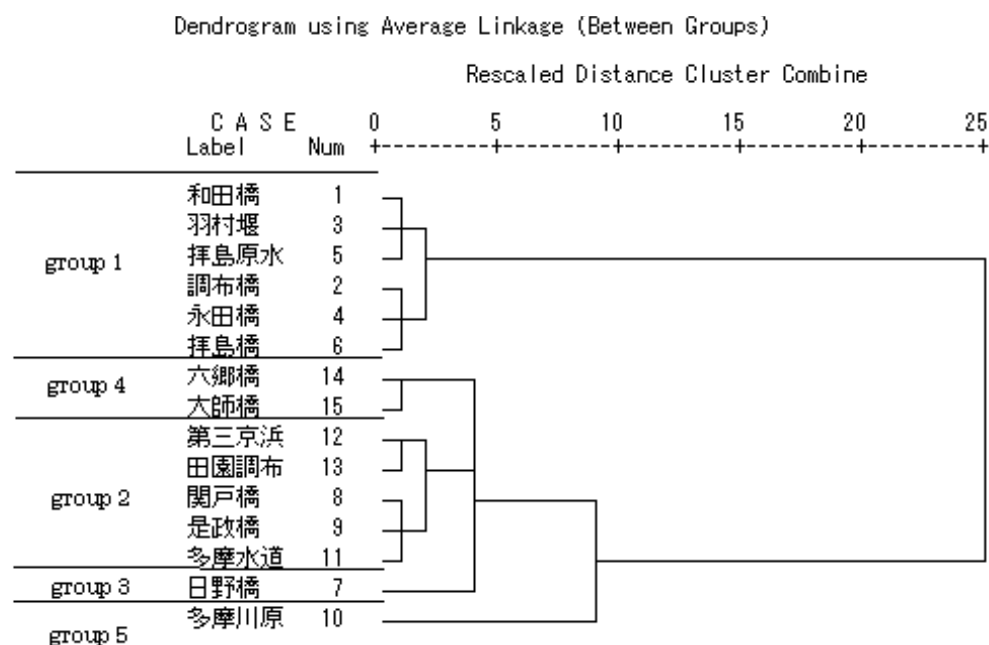 Dendrogram using Average Linkage (Between Groups)
Rescaled Distance Cluster Combine
C A S E 0 5 10 15 20 25
Label Num +---------+---------+---------+---------+---------+
和田橋 1
羽村堰 3
group 1 拝島原水 5
調布橋 2
永田橋 4
拝島橋 6
六郷橋 14
group 4
大師橋 15
第三京浜 12
田園調布 13
group 2 関戸橋 8
是政橋 9
多摩水道 11
group 3 日野橋 7
多摩川原 10
group 5